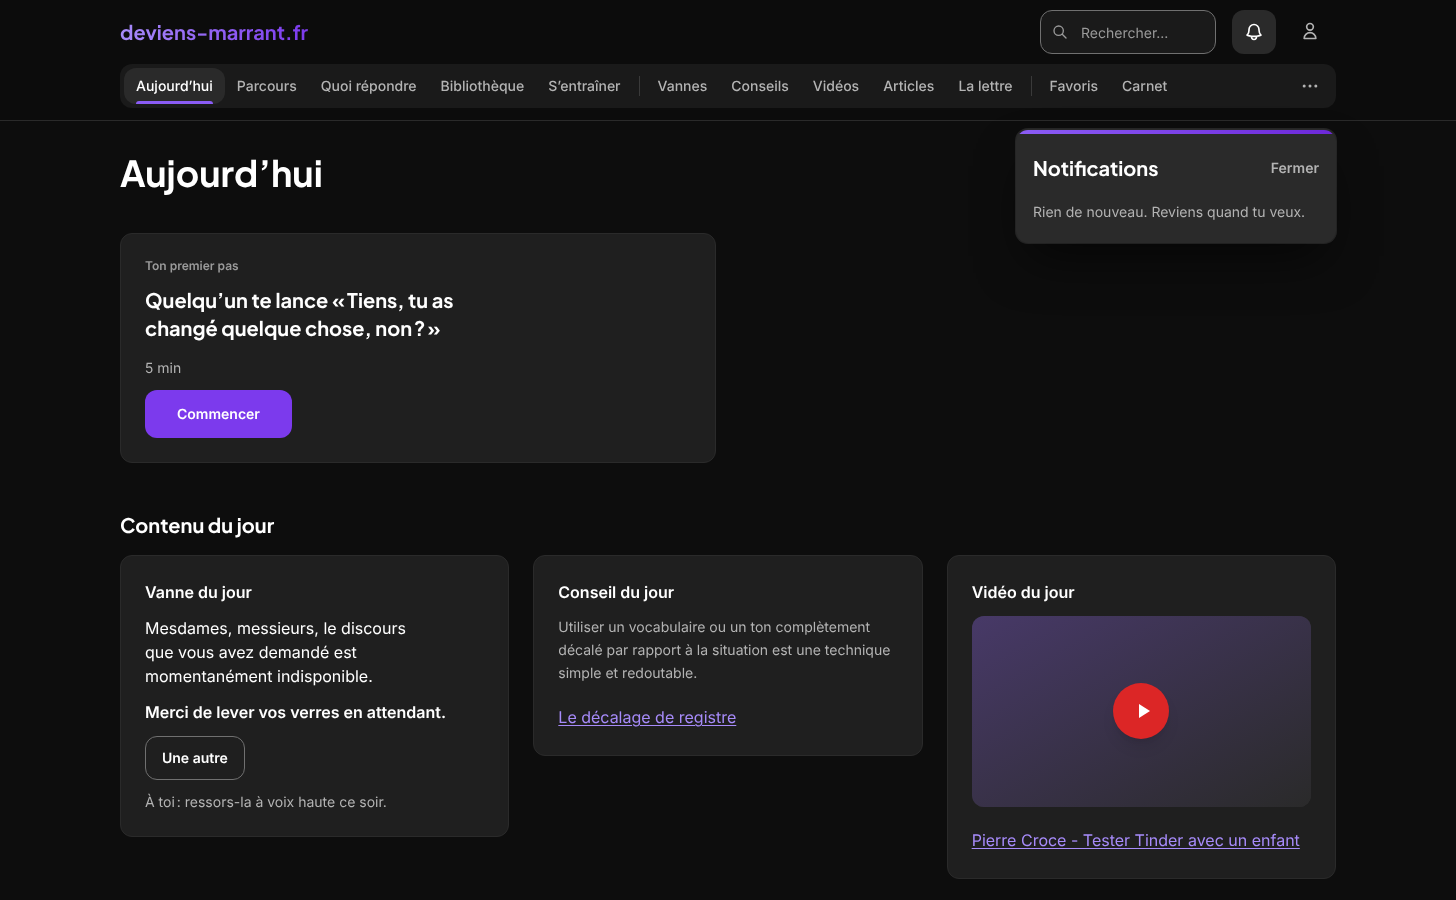 deviens-marrant.fr
Rechercher...
Aujourd’hui Parcours Quoi répondre Bibliothèque S’entraîner Vannes Conseils Vidéos Articles La lettre Favoris Carnet
Notifications
Fermer
Rien de nouveau. Reviens quand tu veux.
Aujourd’hui
Ton premier pas
Quelqu’un te lance « Tiens, tu as
changé quelque chose, non ? »
5 min
Commencer
Contenu du jour
Vanne du jour
Mesdames, messieurs, le discours
que vous avez demandé est
momentanément indisponible.
Merci de lever vos verres en attendant.
Une autre
À toi : ressors-la à voix haute ce soir.
Conseil du jour
Utiliser un vocabulaire ou un ton complètement
décalé par rapport à la situation est une technique
simple et redoutable.
Le décalage de registre
Vidéo du jour
Pierre Croce - Tester Tinder avec un enfant